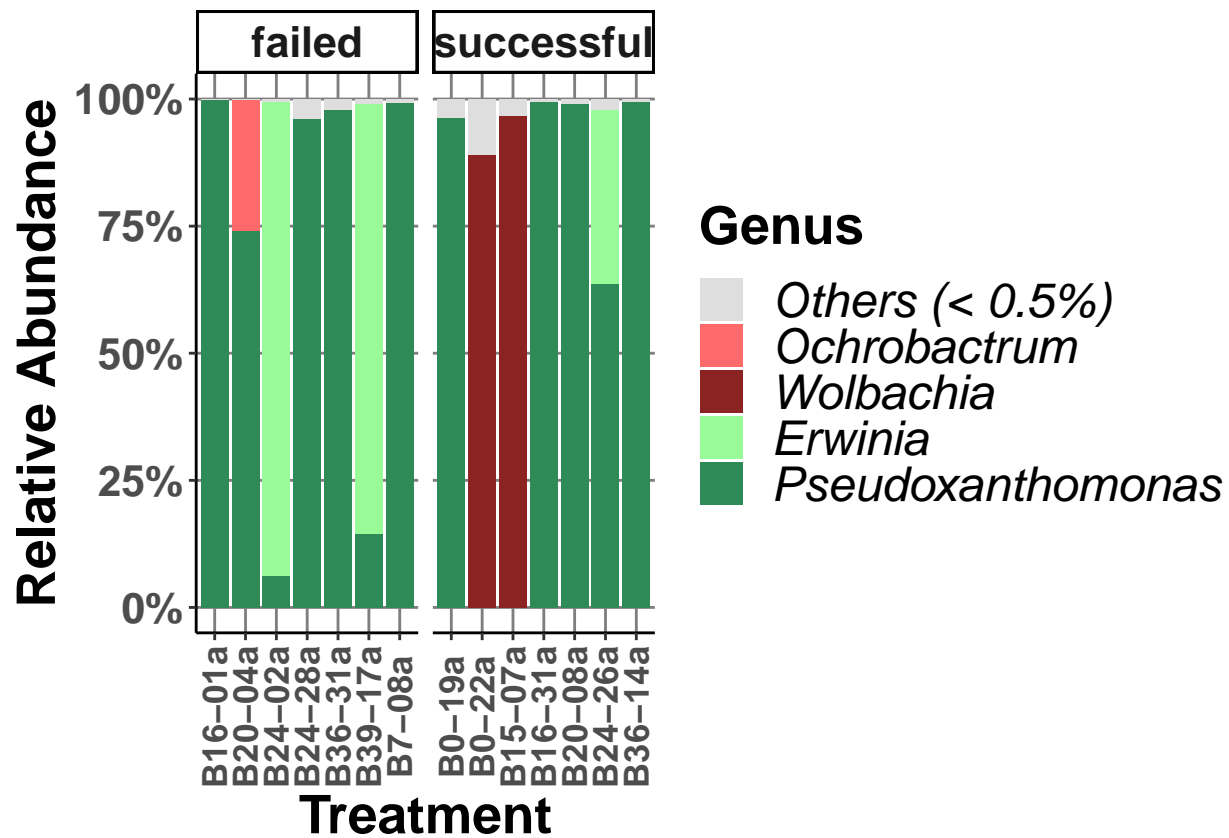 failed
successful
Relative Abundance
100%
75%
50%
25%
0%
B16–01a
B20–04a
B24–02a
B24–28a
B36–31a
B39–17a
B7–08a
B0–19a
B0–22a
B15–07a
B16–31a
B20–08a
B24–26a
B36–14a
Treatment
Genus
Others (< 0.5%)
Ochrobactrum
Wolbachia
Erwinia
Pseudoxanthomonas